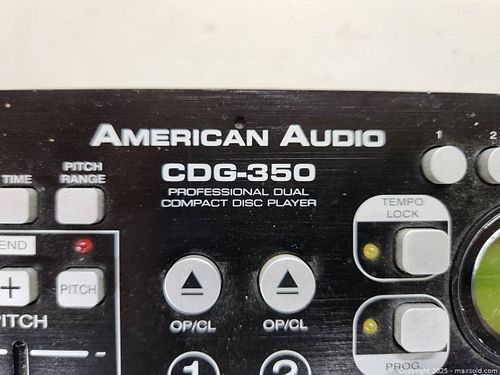 AMERICAN AUDIO
CDG-350
PROFESSIONAL DUAL
COMPACT DISC PLAYER
1 2
TIME
PITCH
RANGE
TEMPO
LOCK
END
+
PITCH
PITCH
OP/CL
OP/CL
1
2
PROG
Copyright 2025 - maxsold.com